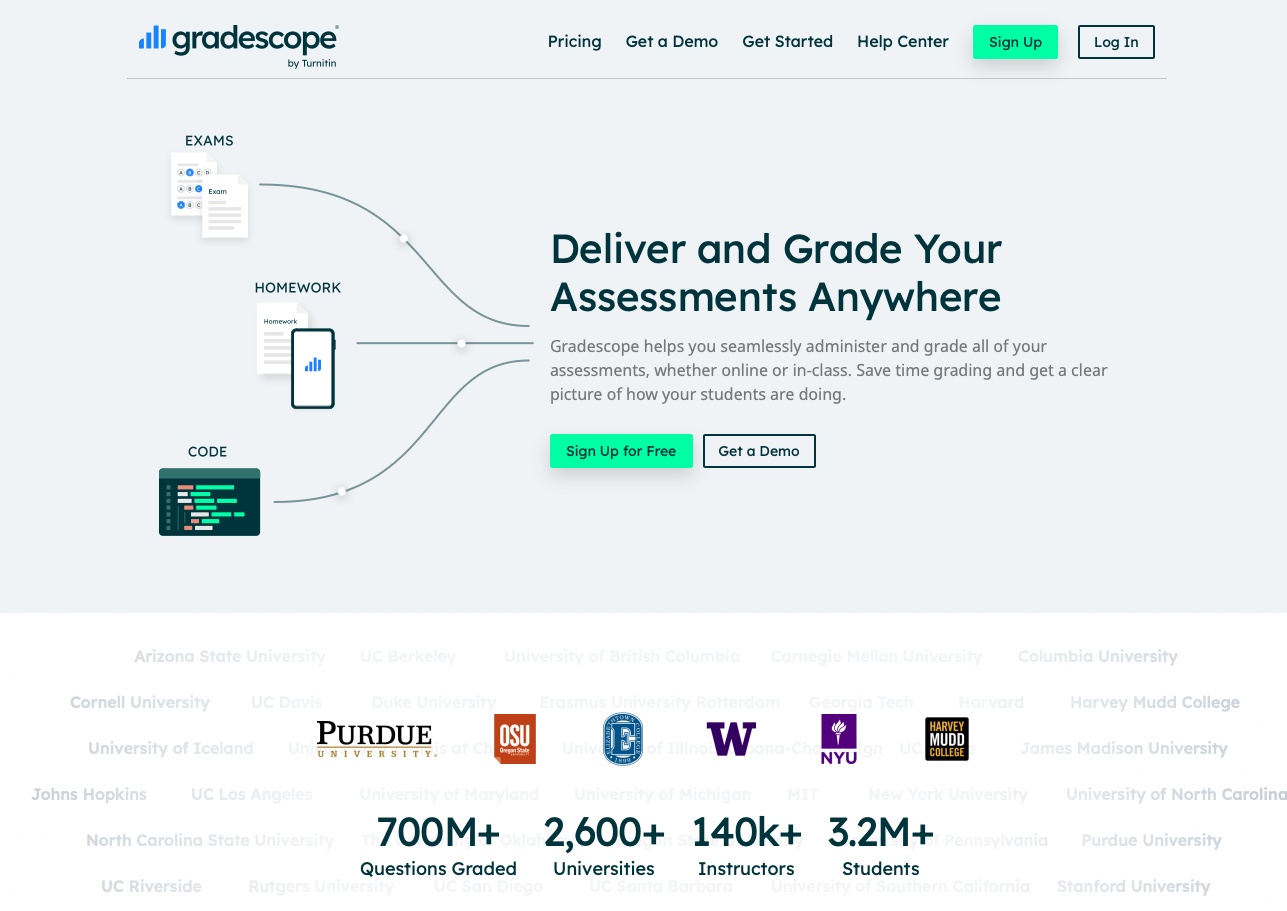 gradescope
by Turnitin
Pricing
Get a Demo
Get Started
Help Center
Sign Up
Log In
EXAMS
A B C D
A B C
A B C
Exam
HOMEWORK
Homework
CODE
Deliver and Grade Your
Assessments Anywhere
Gradescope helps you seamlessly administer and grade all of your
assessments, whether online or in-class. Save time grading and get a clear
picture of how your students are doing.
Sign Up for Free
Get a Demo
Arizona State University UC Berkeley University of British Columbia Carnegie Mellon University Columbia University
Cornell University UC Davis Duke University Erasmus University Rotterdam Georgia Tech Harvard Harvey Mudd College
University of Iceland University of James Madison University
PURDUE
UNIVERSITY
OSU
Oregon State
E
1899
W
NYU
HARVEY
MUDD
COLLEGE
Johns Hopkins UC Los Angeles University of Maryland University of Michigan MIT New York University University of North Carolina
North Carolina State University Pennsylvania Purdue University
700M+
Questions Graded
2,600+
Universities
140k+
Instructors
3.2M+
Students
UC Riverside Rutgers University UC San Diego UC Santa Barbara University of Southern California Stanford University